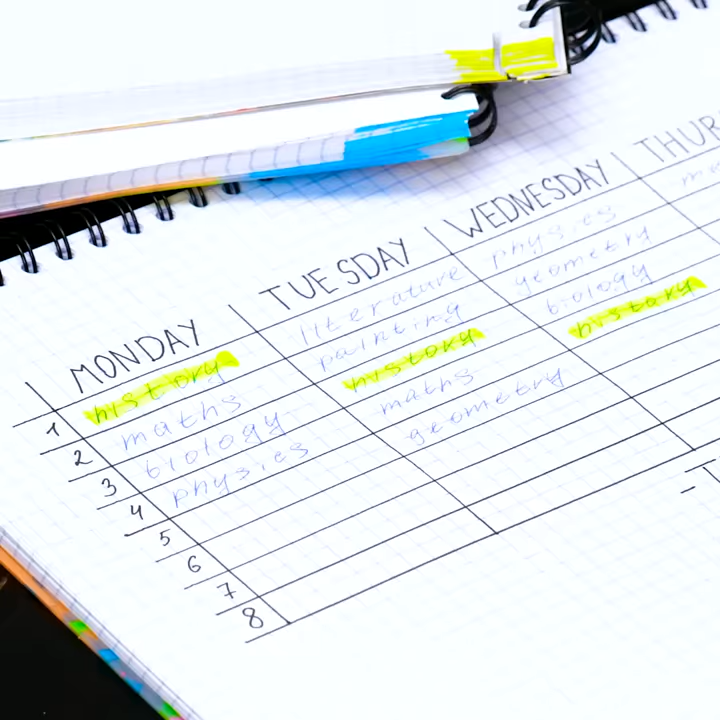 MONDAY TUESDAY WEDNESDAY THUR
1 history literature physics ma
2 maths painting geometry
3 biology history biology
4 physics maths history
5 geometry
6
7
8